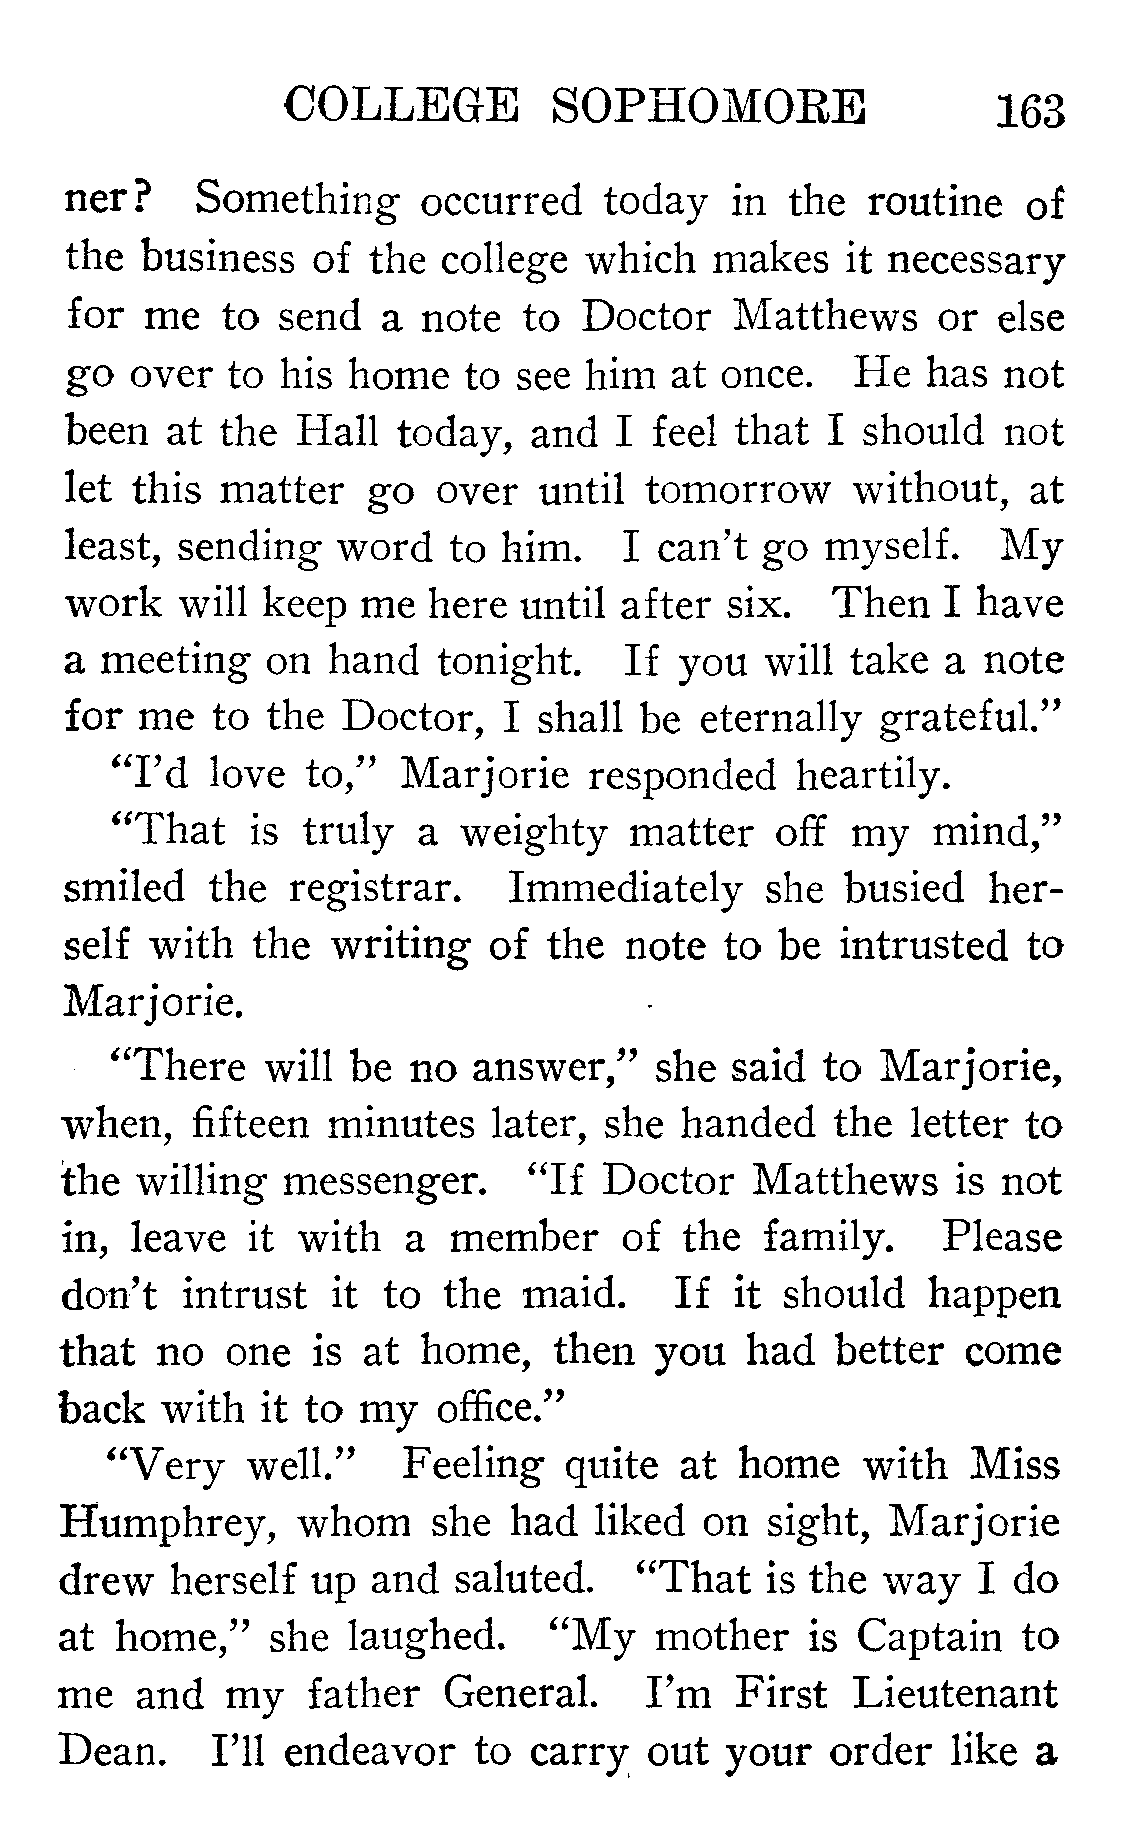 COLLEGE SOPHOMORE 163
ner? Something occurred today in the routine of
the business of the college which makes it necessary
for me to send a note to Doctor Matthews or else
go over to his home to see him at once. He has not
been at the Hall today, and I feel that I should not
let this matter go over until tomorrow without, at
least, sending word to him. I can't go myself. My
work will keep me here until after six. Then I have
a meeting on hand tonight. If you will take a note
for me to the Doctor, I shall be eternally grateful."
"I'd love to," Marjorie responded heartily.
"That is truly a weighty matter off my mind,"
smiled the registrar. Immediately she busied her-
self with the writing of the note to be intrusted to
Marjorie.
"There will be no answer," she said to Marjorie,
when, fifteen minutes later, she handed the letter to
the willing messenger. "If Doctor Matthews is not
in, leave it with a member of the family. Please
don't intrust it to the maid. If it should happen
that no one is at home, then you had better come
back with it to my office."
"Very well." Feeling quite at home with Miss
Humphrey, whom she had liked on sight, Marjorie
drew herself up and saluted. "That is the way I do
at home," she laughed. "My mother is Captain to
me and my father General. I'm First Lieutenant
Dean. I'll endeavor to carry out your order like a